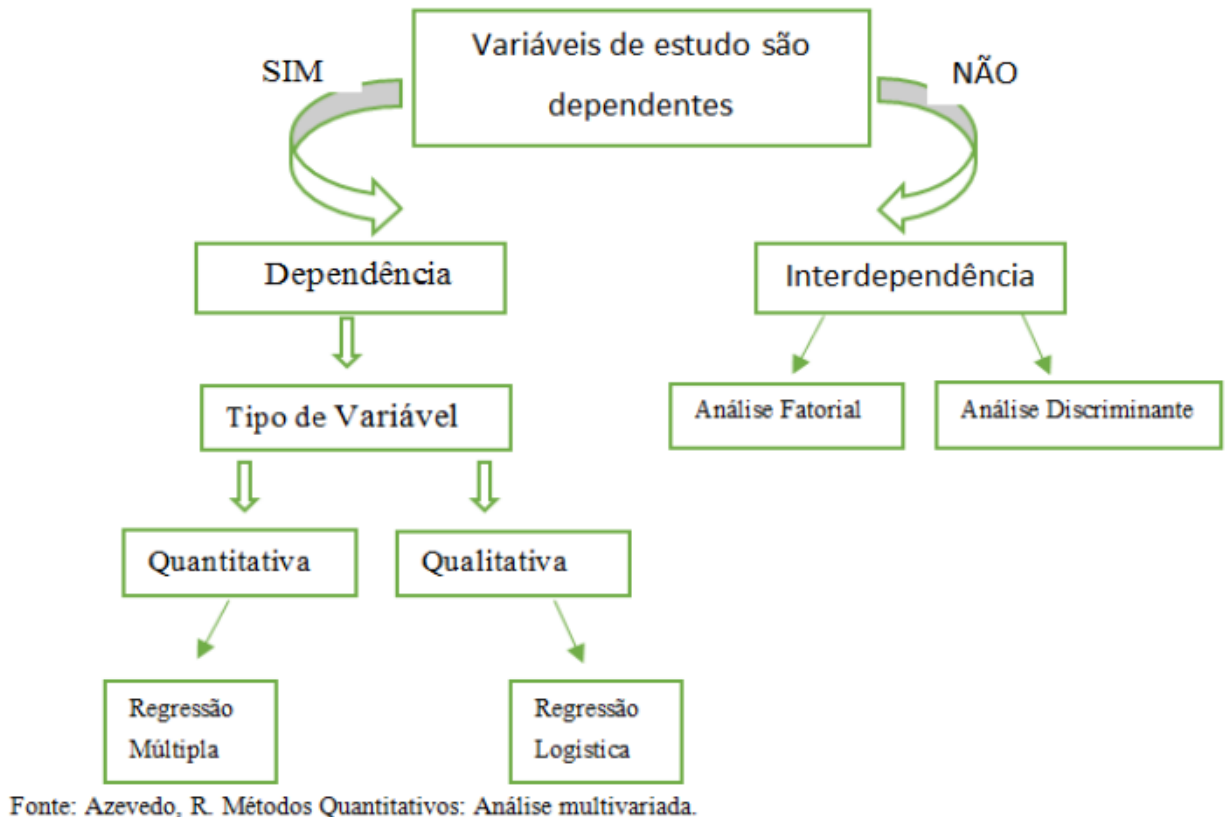 Variáveis de estudo são
dependentes
SIM
NÃO
Dependência
Interdependência
Tipo de Variável
Análise Fatorial
Análise Discriminante
Quantitativa
Qualitativa
Regressão
Múltipla
Regressão
Logistica
Fonte: Azevedo, R. Métodos Quantitativos: Análise multivariada.